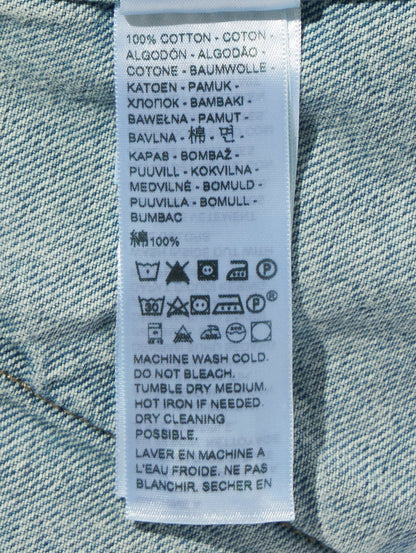 100% COTTON - COTON -
ALGODÓN - ALGODÃO -
COTONE - BAUMWOLLE -
KATOEN - PAMUK -
ХЛОПОК - BAMBAKI -
BAWEŁNA - PAMUT -
BAVLNA - 棉 - 면 -
KAPAS - BOMBAŽ -
PUUVILL - KOKVILNA -
MEDVILNĖ - BOMULD -
PUUVILLA - BOMULL -
BUMBAC
綿100%
P
30 P®
MACHINE WASH COLD.
DO NOT BLEACH.
TUMBLE DRY MEDIUM.
HOT IRON IF NEEDED.
DRY CLEANING
POSSIBLE.
LAVER EN MACHINE A
L'EAU FROIDE. NE PAS
BLANCHIR. SECHER EN